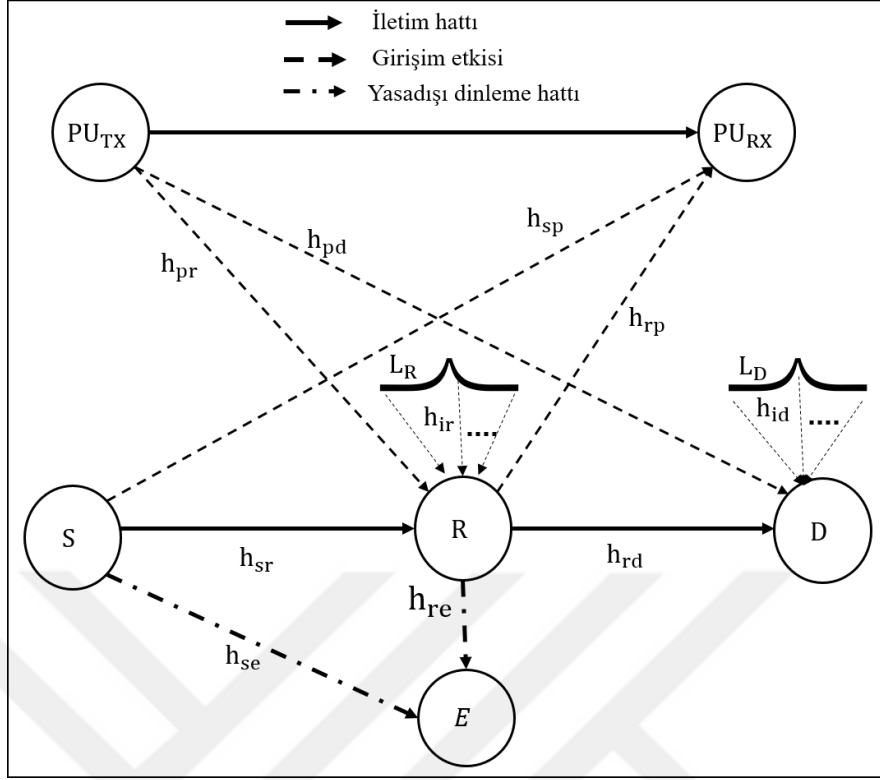 İletim hattı
Girişim etkisi
Yasadışı dinleme hattı
PU_TX
PU_RX
h_pr
h_pd
h_sp
h_rp
L_R
h_ir
....
L_D
h_id
....
S
h_sr
R
h_rd
D
h_re
h_se
E